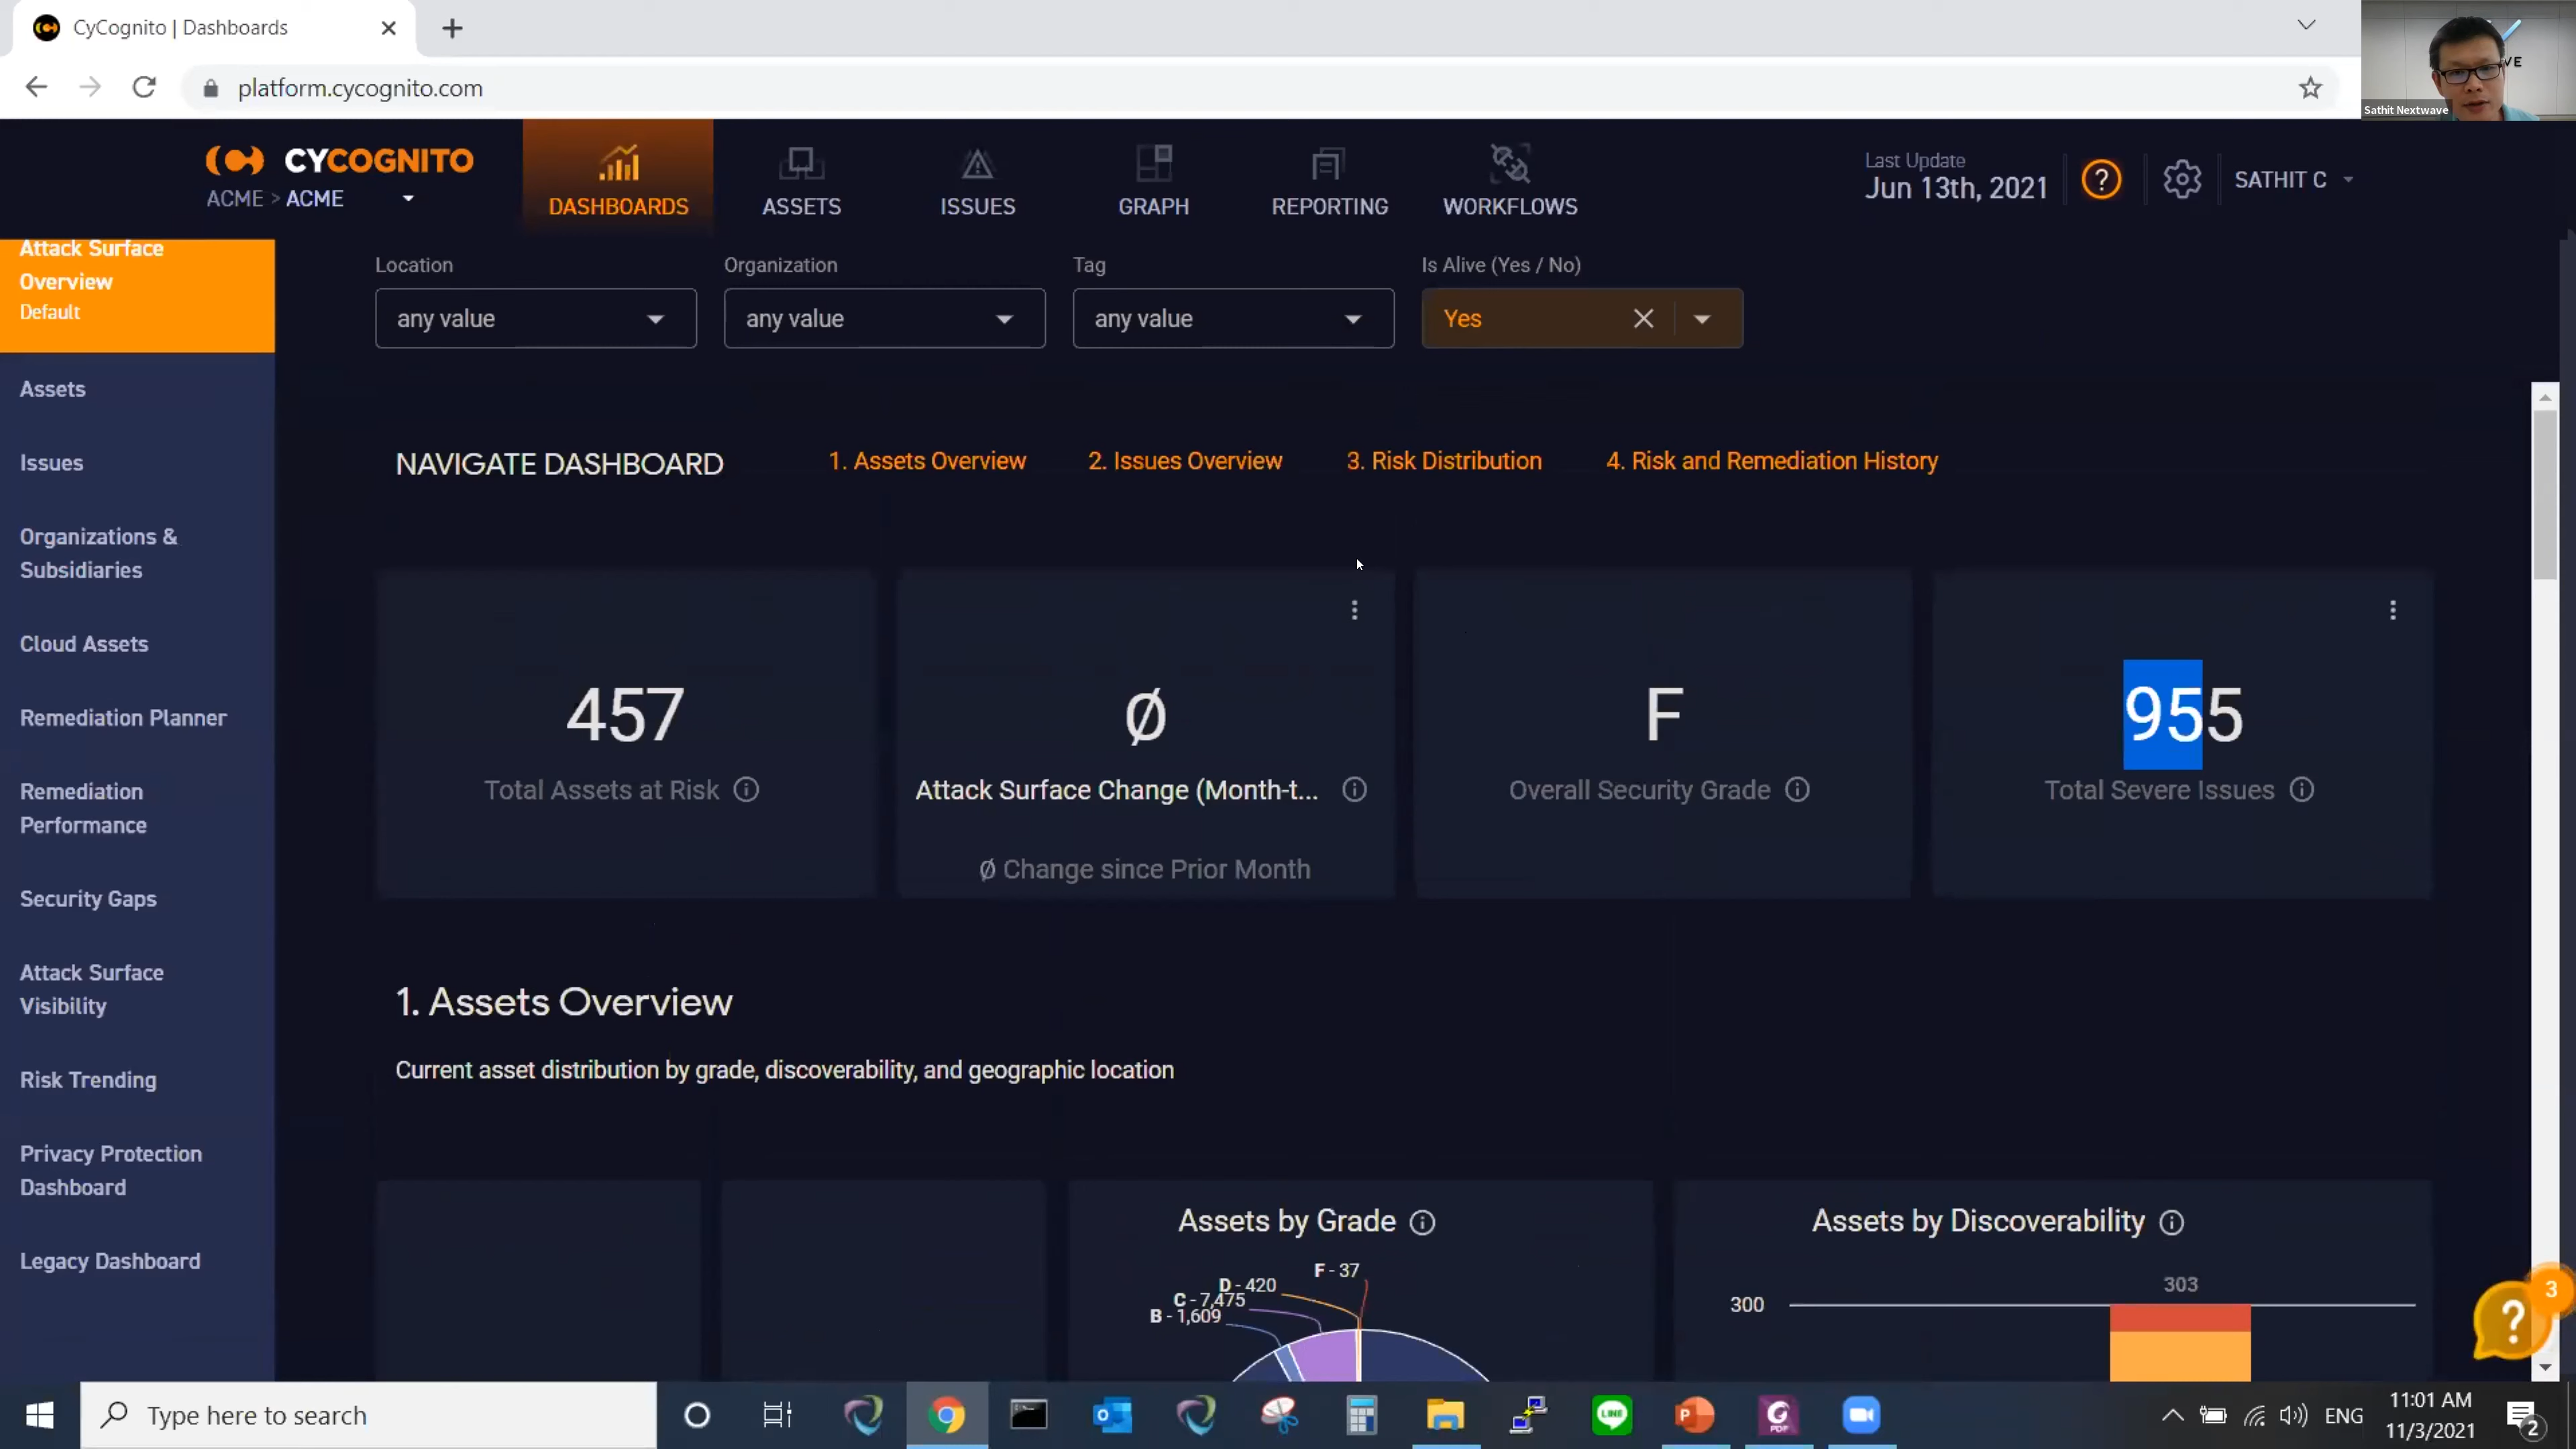 CyCognito | Dashboards
platform.cycognito.com
VE
Sathit Nextwave
CYCOGNITO
ACME > ACME
DASHBOARDS
ASSETS
ISSUES
GRAPH
REPORTING
WORKFLOWS
Last Update
Jun 13th, 2021
?
SATHIT C
Attack Surface
Overview
Default
Assets
Issues
Organizations &
Subsidiaries
Cloud Assets
Remediation Planner
Remediation
Performance
Security Gaps
Attack Surface
Visibility
Risk Trending
Privacy Protection
Dashboard
Legacy Dashboard
Location
Organization
Tag
Is Alive (Yes / No)
any value
any value
any value
Yes
NAVIGATE DASHBOARD
1. Assets Overview
2. Issues Overview
3. Risk Distribution
4. Risk and Remediation History
457
Total Assets at Risk
Ø
Attack Surface Change (Month-t...
Ø Change since Prior Month
F
Overall Security Grade
955
Total Severe Issues
1. Assets Overview
Current asset distribution by grade, discoverability, and geographic location
Assets by Grade
F - 37
D - 420
C - 7,475
B - 1,609
Assets by Discoverability
303
300
3
?
Type here to search
LINE
PDF
ENG
11:01 AM
11/3/2021
2